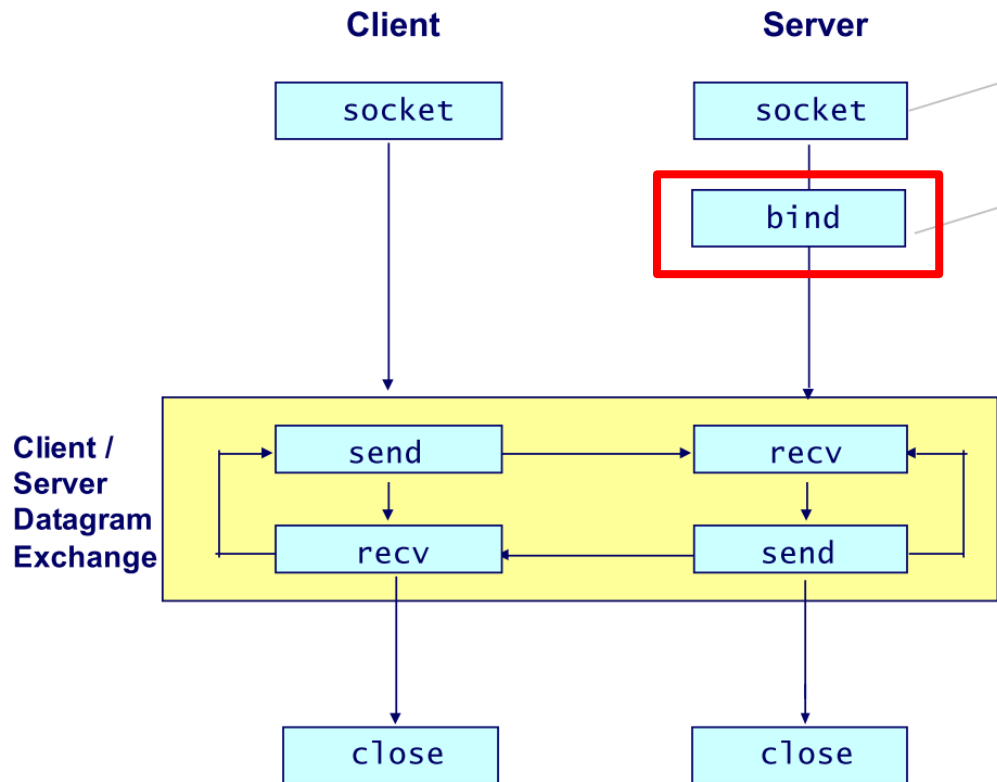 Client
Server
socket
socket
bind
Client /
Server
Datagram
Exchange
send
recv
recv
send
close
close